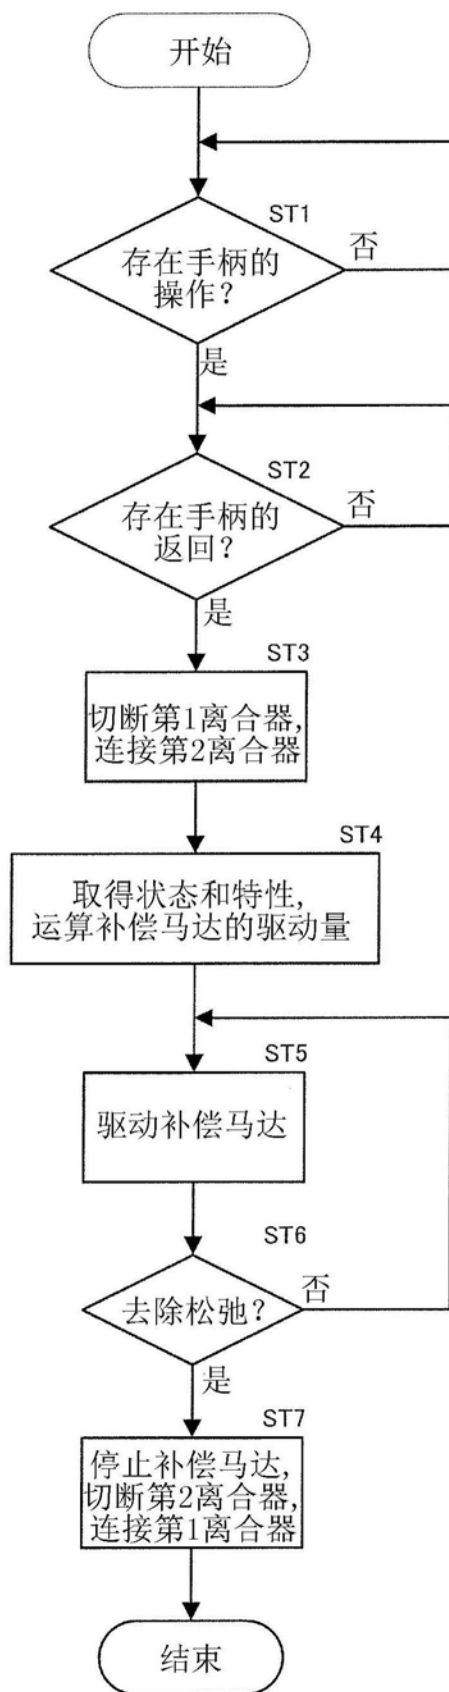 开始
ST1
存在手柄的
操作?
否
是
ST2
存在手柄的
返回?
否
是
ST3
切断第1离合器,
连接第2离合器
ST4
取得状态和特性,
运算补偿马达的驱动量
ST5
驱动补偿马达
ST6
去除松弛?
否
是
ST7
停止补偿马达,
切断第2离合器,
连接第1离合器
结束